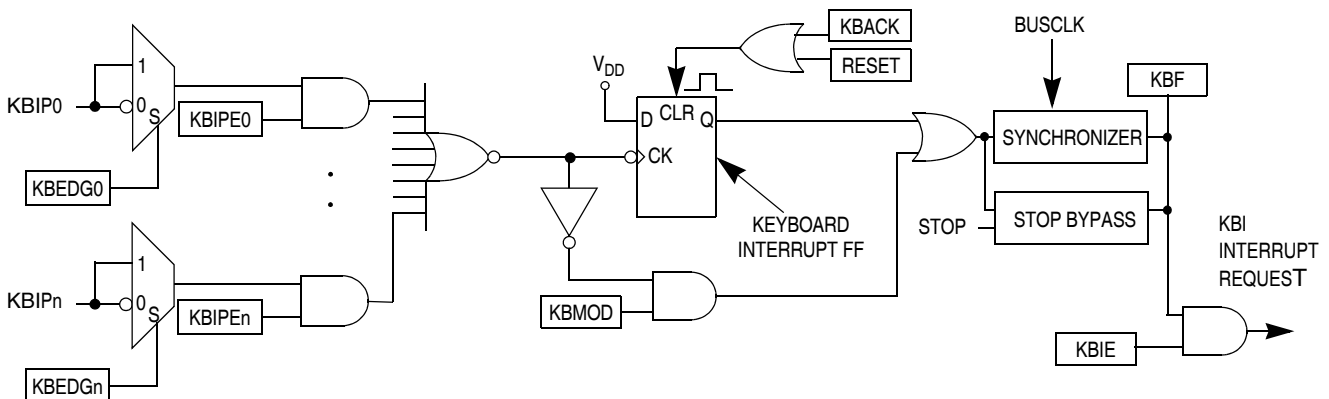 KBACK
RESET
BUSCLK
VDD
KBF
1
KBIP0
0
S
KBIPE0
D
CLR
Q
CK
SYNCHRONIZER
KBEDG0
STOP BYPASS
STOP
KEYBOARD
INTERRUPT FF
KBI
INTERRUPT
REQUEST
1
KBIPn
0
S
KBIPEn
KBMOD
KBIE
KBEDGn